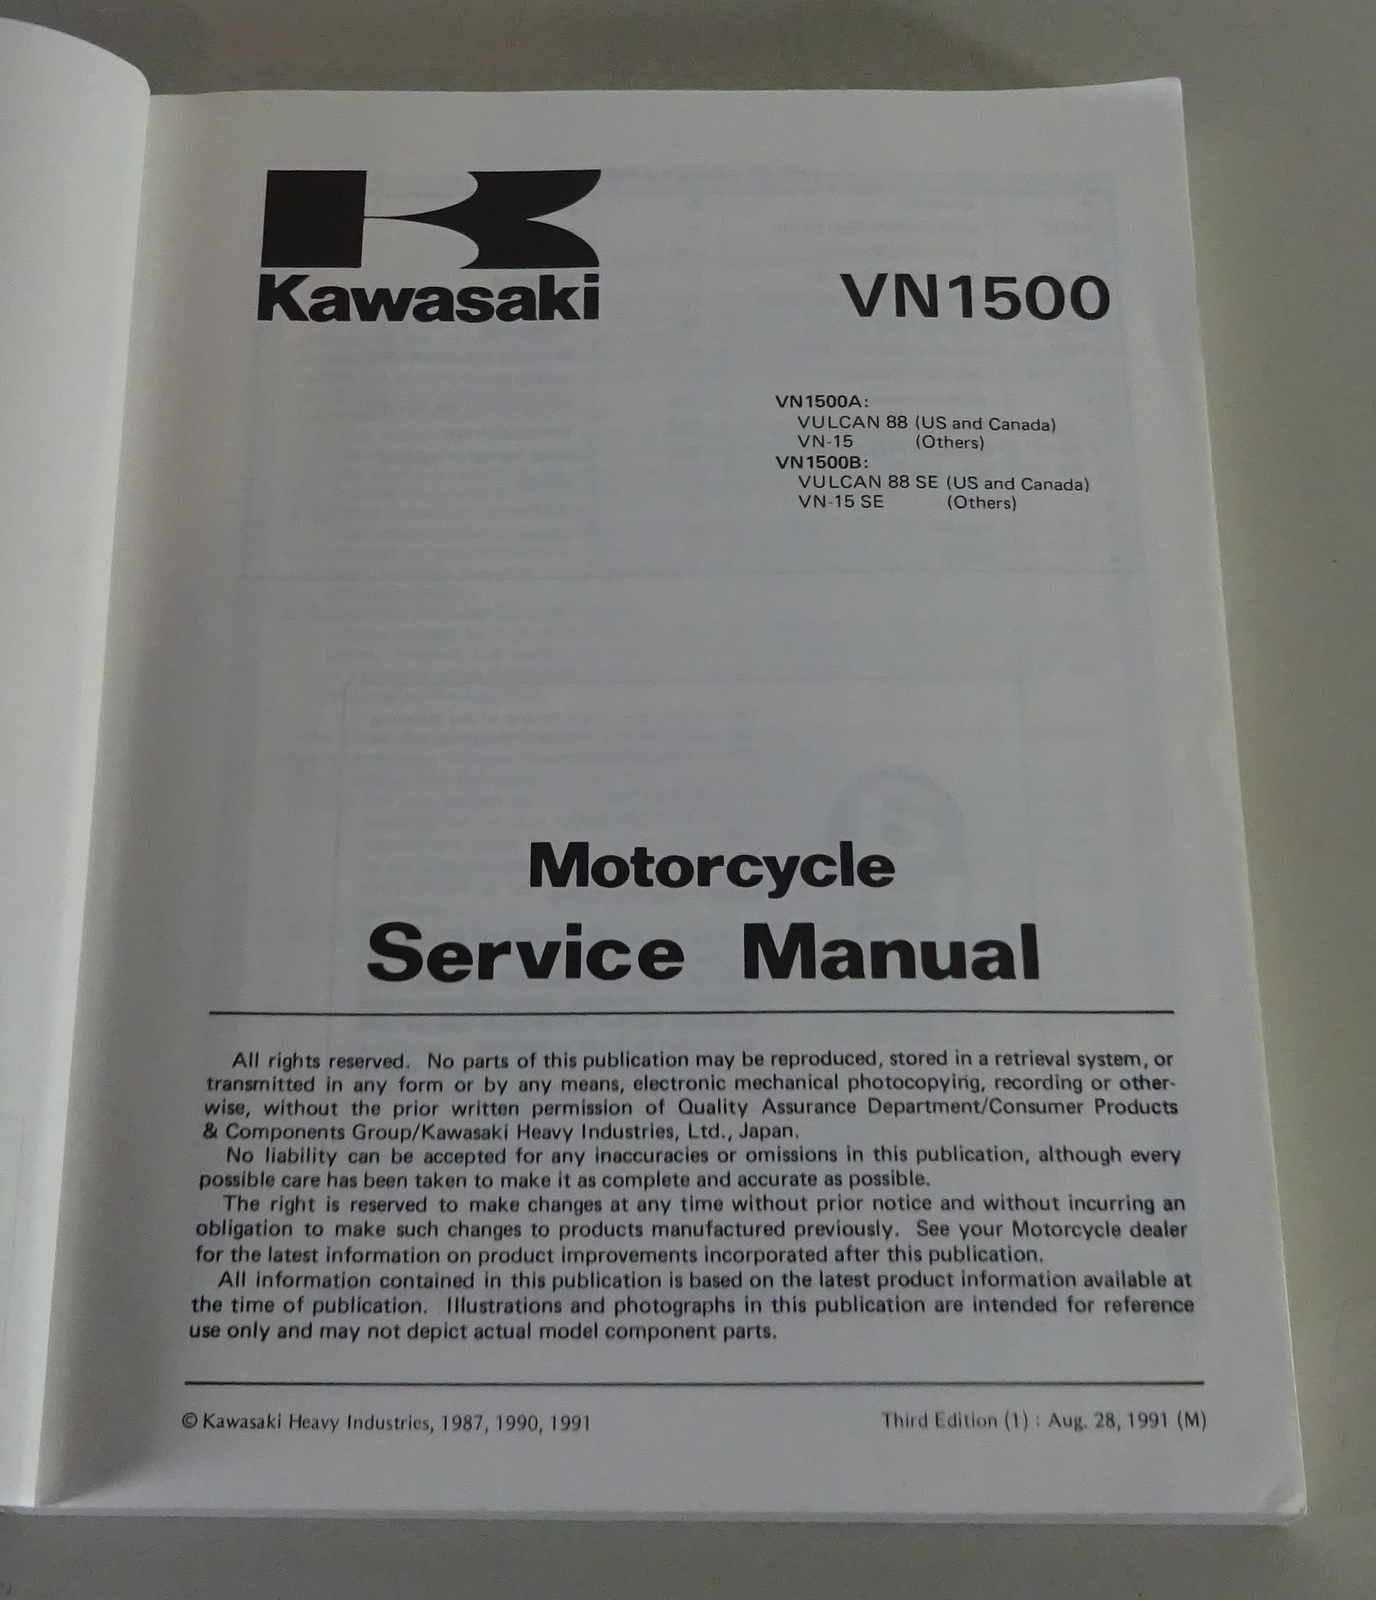 Kawasaki
VN1500
VN1500A:
VULCAN 88 (US and Canada)
VN-15 (Others)
VN1500B:
VULCAN 88 SE (US and Canada)
VN-15 SE (Others)
Motorcycle
Service Manual
All rights reserved. No parts of this publication may be reproduced, stored in a retrieval system, or
transmitted in any form or by any means, electronic mechanical photocopying, recording or other-
wise, without the prior written permission of Quality Assurance Department/Consumer Products
& Components Group/Kawasaki Heavy Industries, Ltd., Japan.
No liability can be accepted for any inaccuracies or omissions in this publication, although every
possible care has been taken to make it as complete and accurate as possible.
The right is reserved to make changes at any time without prior notice and without incurring an
obligation to make such changes to products manufactured previously. See your Motorcycle dealer
for the latest information on product improvements incorporated after this publication.
All information contained in this publication is based on the latest product information available at
the time of publication. Illustrations and photographs in this publication are intended for reference
use only and may not depict actual model component parts.
© Kawasaki Heavy Industries, 1987, 1990, 1991
Third Edition (1) : Aug. 28, 1991 (M)